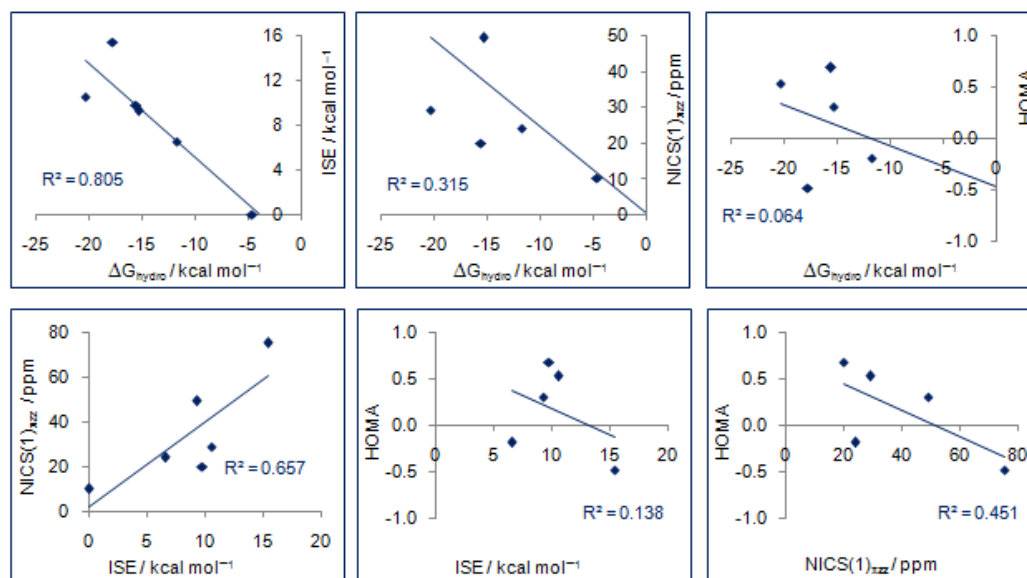 16
12
8
4
0
ISE / kcal mol⁻¹
R² = 0.805
-25 -20 -15 -10 -5 0
ΔG_hydro / kcal mol⁻¹
50
40
30
20
10
0
NICS(1)_πzz / ppm
R² = 0.315
-25 -20 -15 -10 -5 0
ΔG_hydro / kcal mol⁻¹
1.0
0.5
0.0
-0.5
-1.0
HOMA
-25 -20 -15 -10 -5 0
R² = 0.064
ΔG_hydro / kcal mol⁻¹
80
60
40
20
0
NICS(1)_πzz / ppm
R² = 0.657
0 5 10 15 20
ISE / kcal mol⁻¹
1.0
0.5
0.0
-0.5
-1.0
HOMA
0 5 10 15 20
R² = 0.138
ISE / kcal mol⁻¹
1.0
0.5
0.0
-0.5
-1.0
HOMA
0 20 40 60 80
R² = 0.451
NICS(1)_πzz / ppm